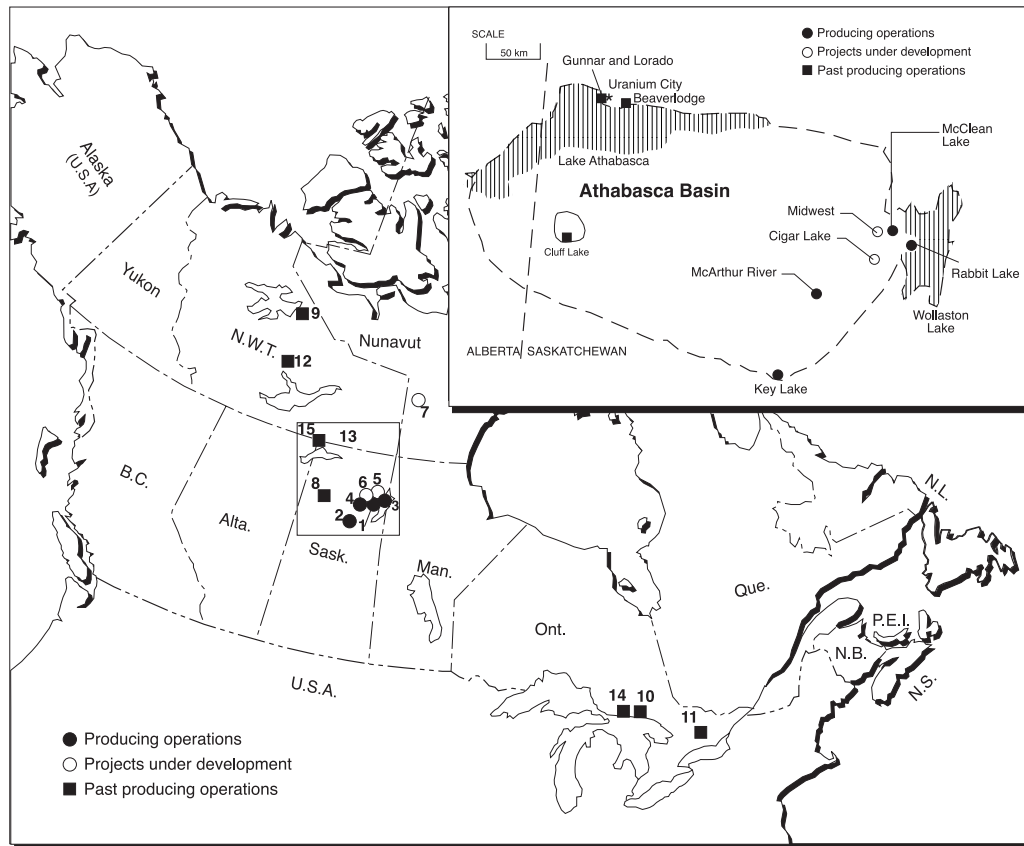 SCALE
50 km
Producing operations
Projects under development
Past producing operations
Gunnar and Lorado
Uranium City
*
Beaverlodge
McClean
Lake
Lake Athabasca
Athabasca Basin
Midwest
Cigar Lake
Cluff Lake
McArthur River
Rabbit Lake
Wollaston
Lake
ALBERTA SASKATCHEWAN
Key Lake
Alaska
(U.S.A)
Yukon
N.W.T.
Nunavut
9
12
7
15
13
B.C.
Alta.
8
6
5
4
3
2
1
Sask.
Man.
Ont.
Que.
N.L.
P.E.I.
N.B.
N.S.
U.S.A.
14
10
11
Producing operations
Projects under development
Past producing operations